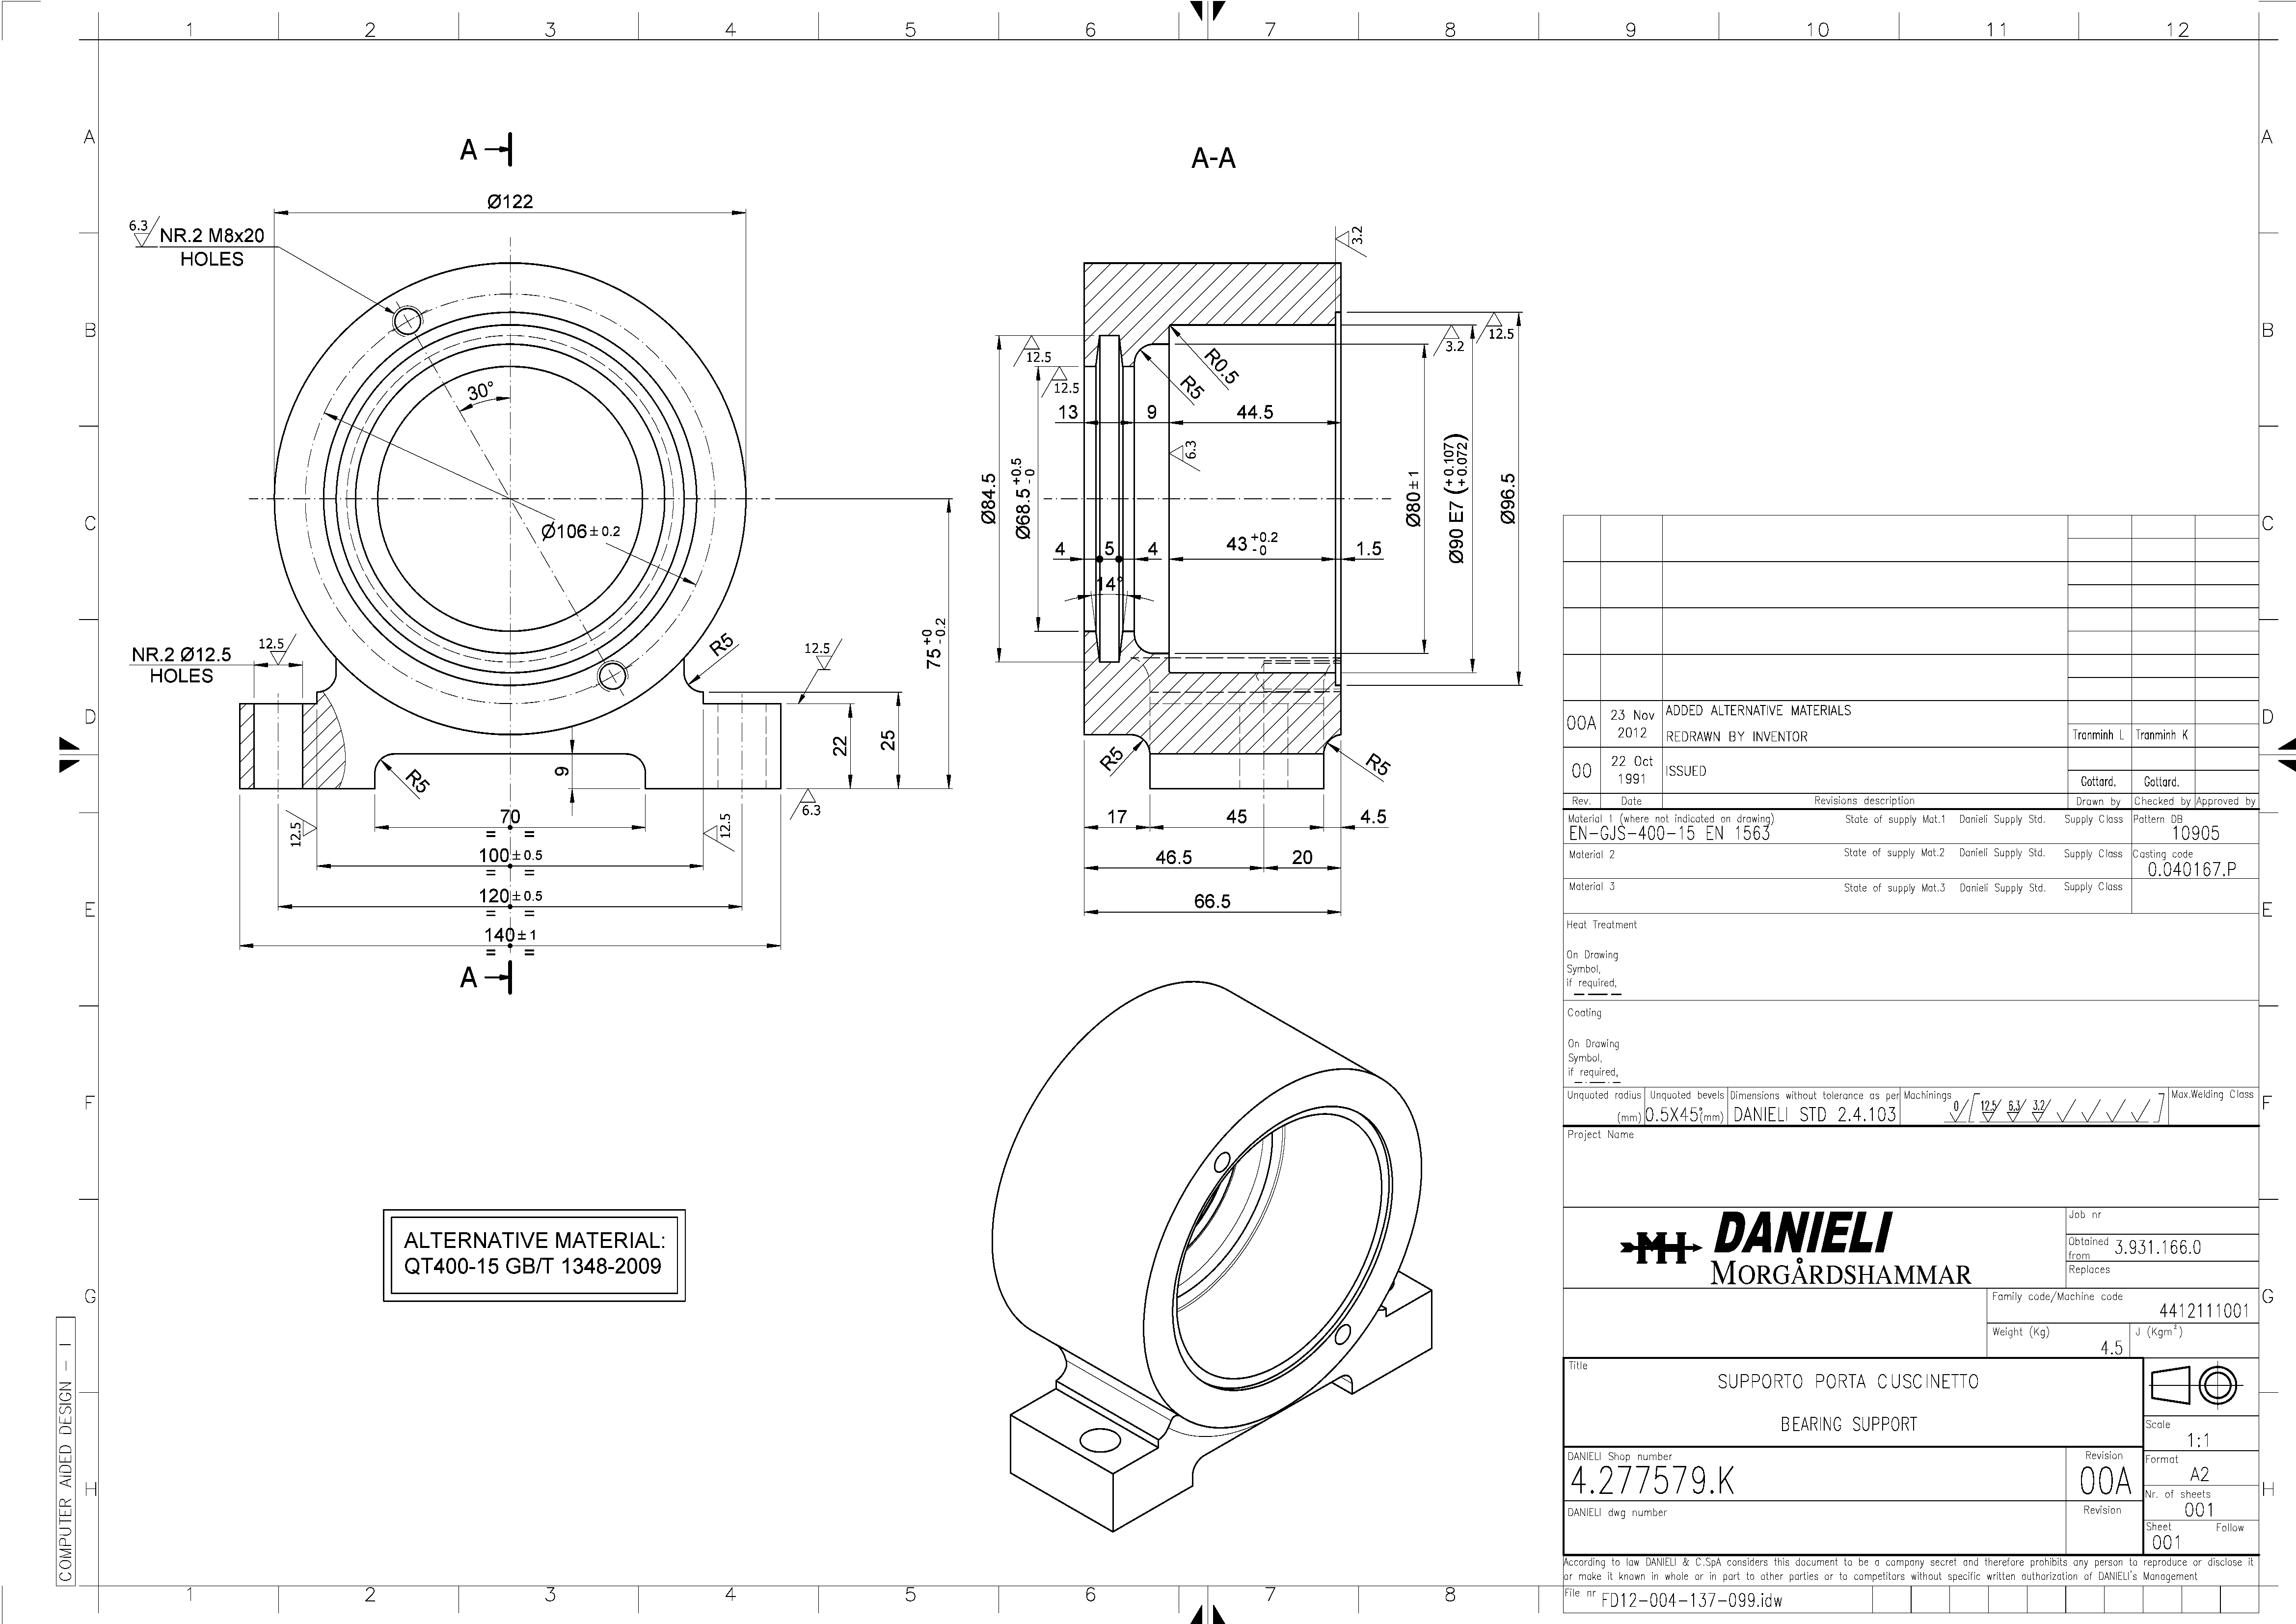 1 2 3 4 5 6 7 8 9 10 11 12
A
B
C
D
E
F
G
H
A
B
C
D
E
F
G
H
A
A-A
Ø122
6.3
NR.2 M8x20
HOLES
30°
Ø106±0.2
NR.2 Ø12.5
HOLES
12.5
R5
12.5
75 +0 -0.2
22
25
9
R5
6.3
12.5
12.5
70
= =
100±0.5
= =
120±0.5
= =
140±1
= =
A
3.2
12.5
12.5
3.2
12.5
R0.5
R5
13
9
44.5
6.3
Ø84.5
Ø68.5 +0.5 -0
Ø80±1
Ø90 E7 (+0.107 +0.072)
Ø96.5
4
5
4
43 +0.2 -0
1.5
14°
R5
R5
17
45
4.5
46.5
20
66.5
ALTERNATIVE MATERIAL:
QT400-15 GB/T 1348-2009
COMPUTER AIDED DESIGN - I
00A
23 Nov
2012
ADDED ALTERNATIVE MATERIALS
REDRAWN BY INVENTOR
Tranminh L
Tranminh K
00
22 Oct
1991
ISSUED
Gottard.
Gottard.
Rev. Date Revisions description Drawn by Checked by Approved by
Material 1 (where not indicated on drawing) State of supply Mat.1 Danieli Supply Std. Supply Class Pattern DB
EN-GJS-400-15 EN 1563
10905
Material 2 State of supply Mat.2 Danieli Supply Std. Supply Class Casting code
0.040167.P
Material 3 State of supply Mat.3 Danieli Supply Std. Supply Class
Heat Treatment
On Drawing
Symbol,
if required,
Coating
On Drawing
Symbol,
if required,
Unquoted radius Unquoted bevels Dimensions without tolerance as per Machinings Max.Welding Class
(mm) 0.5X45°(mm) DANIELI STD 2.4.103 0 12.5 6.3 3.2
Project Name
DANIELI
MORGÅRDSHAMMAR
Job nr
Obtained from 3.931.166.0
Replaces
Family code/Machine code
4412111001
Weight (Kg)
4.5
J (Kgm²)
Title
SUPPORTO PORTA CUSCINETTO
BEARING SUPPORT
Scale
1:1
DANIELI Shop number
4.277579.K
Revision
00A
Format
A2
Nr. of sheets
001
DANIELI dwg number
Revision
Sheet
001
Follow
According to law DANIELI & C.SpA considers this document to be a company secret and therefore prohibits any person to reproduce or disclose it
or make it known in whole or in part to other parties or to competitors without specific written authorization of DANIELI's Management
File nr FD12-004-137-099.idw
1 2 3 4 5 6 7 8